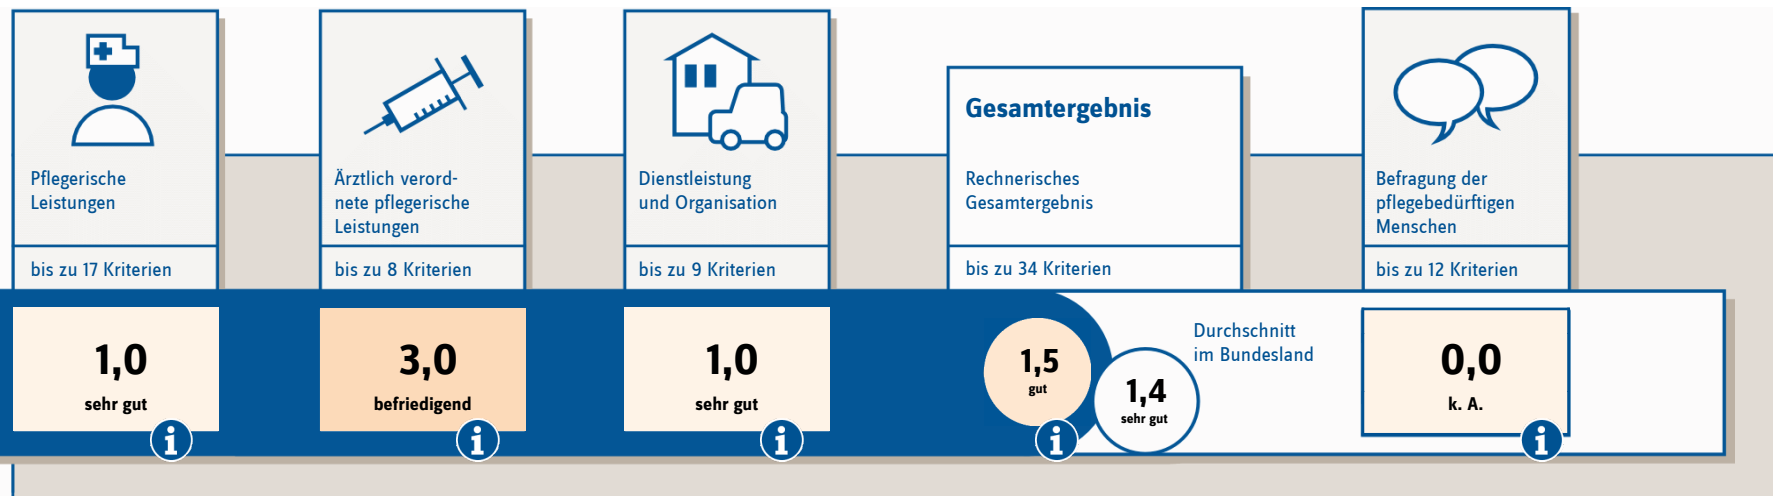 Pflegerische
Leistungen
bis zu 17 Kriterien
1,0
sehr gut
i
Ärztlich verord-
nete pflegerische
Leistungen
bis zu 8 Kriterien
3,0
befriedigend
i
Dienstleistung
und Organisation
bis zu 9 Kriterien
1,0
sehr gut
i
Gesamtergebnis
Rechnerisches
Gesamtergebnis
bis zu 34 Kriterien
1,5
gut
i
1,4
sehr gut
Durchschnitt
im Bundesland
Befragung der
pflegebedürftigen
Menschen
bis zu 12 Kriterien
0,0
k. A.
i